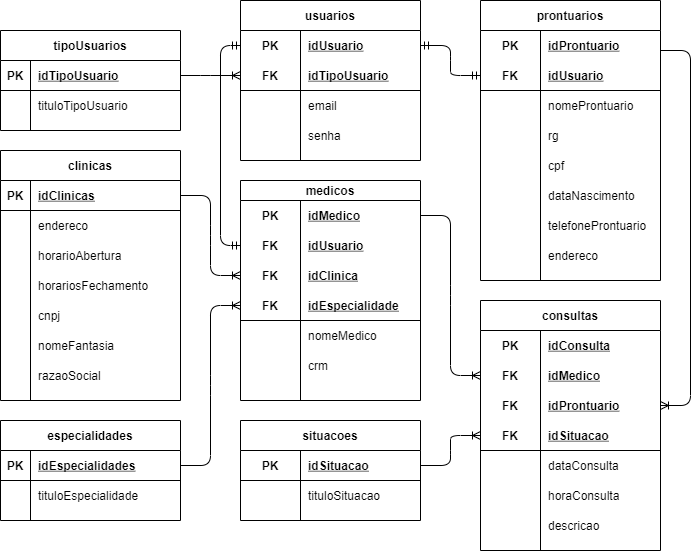 tipoUsuarios
PK idTipoUsuario
tituloTipoUsuario
clinicas
PK idClinicas
endereco
horarioAbertura
horariosFechamento
cnpj
nomeFantasia
razaoSocial
especialidades
PK idEspecialidades
tituloEspecialidade
usuarios
PK idUsuario
FK idTipoUsuario
email
senha
medicos
PK idMedico
FK idUsuario
FK idClinica
FK idEspecialidade
nomeMedico
crm
situacoes
PK idSituacao
tituloSituacao
prontuarios
PK idProntuario
FK idUsuario
nomeProntuario
rg
cpf
dataNascimento
telefoneProntuario
endereco
consultas
PK idConsulta
FK idMedico
FK idProntuario
FK idSituacao
dataConsulta
horaConsulta
descricao